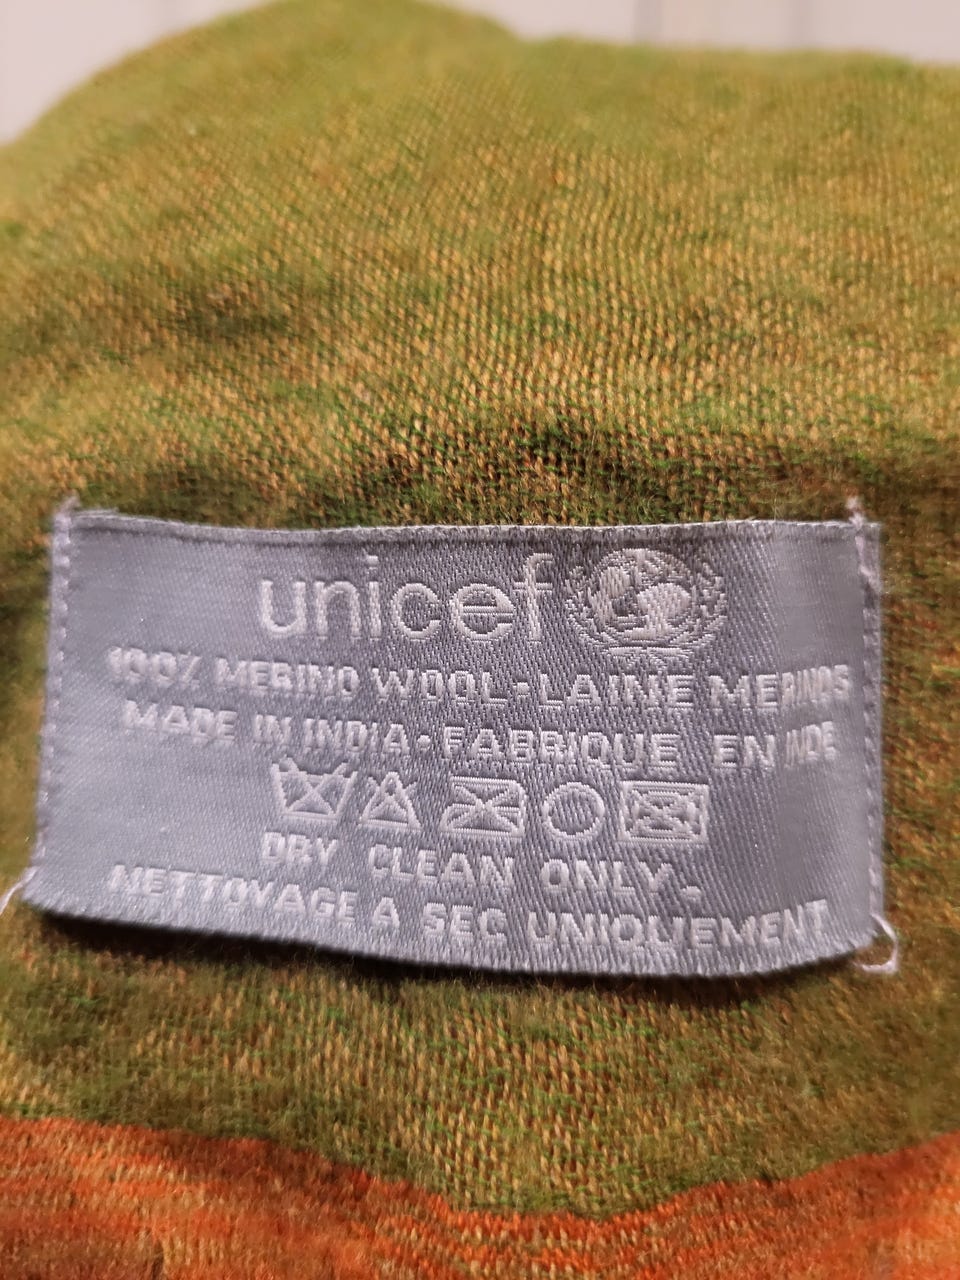 unicef
100% MERINO WOOL·LAINE MERINOS
MADE IN INDIA·FABRIQUE EN INDE
DRY CLEAN ONLY.
NETTOYAGE A SEC UNIQUEMENT